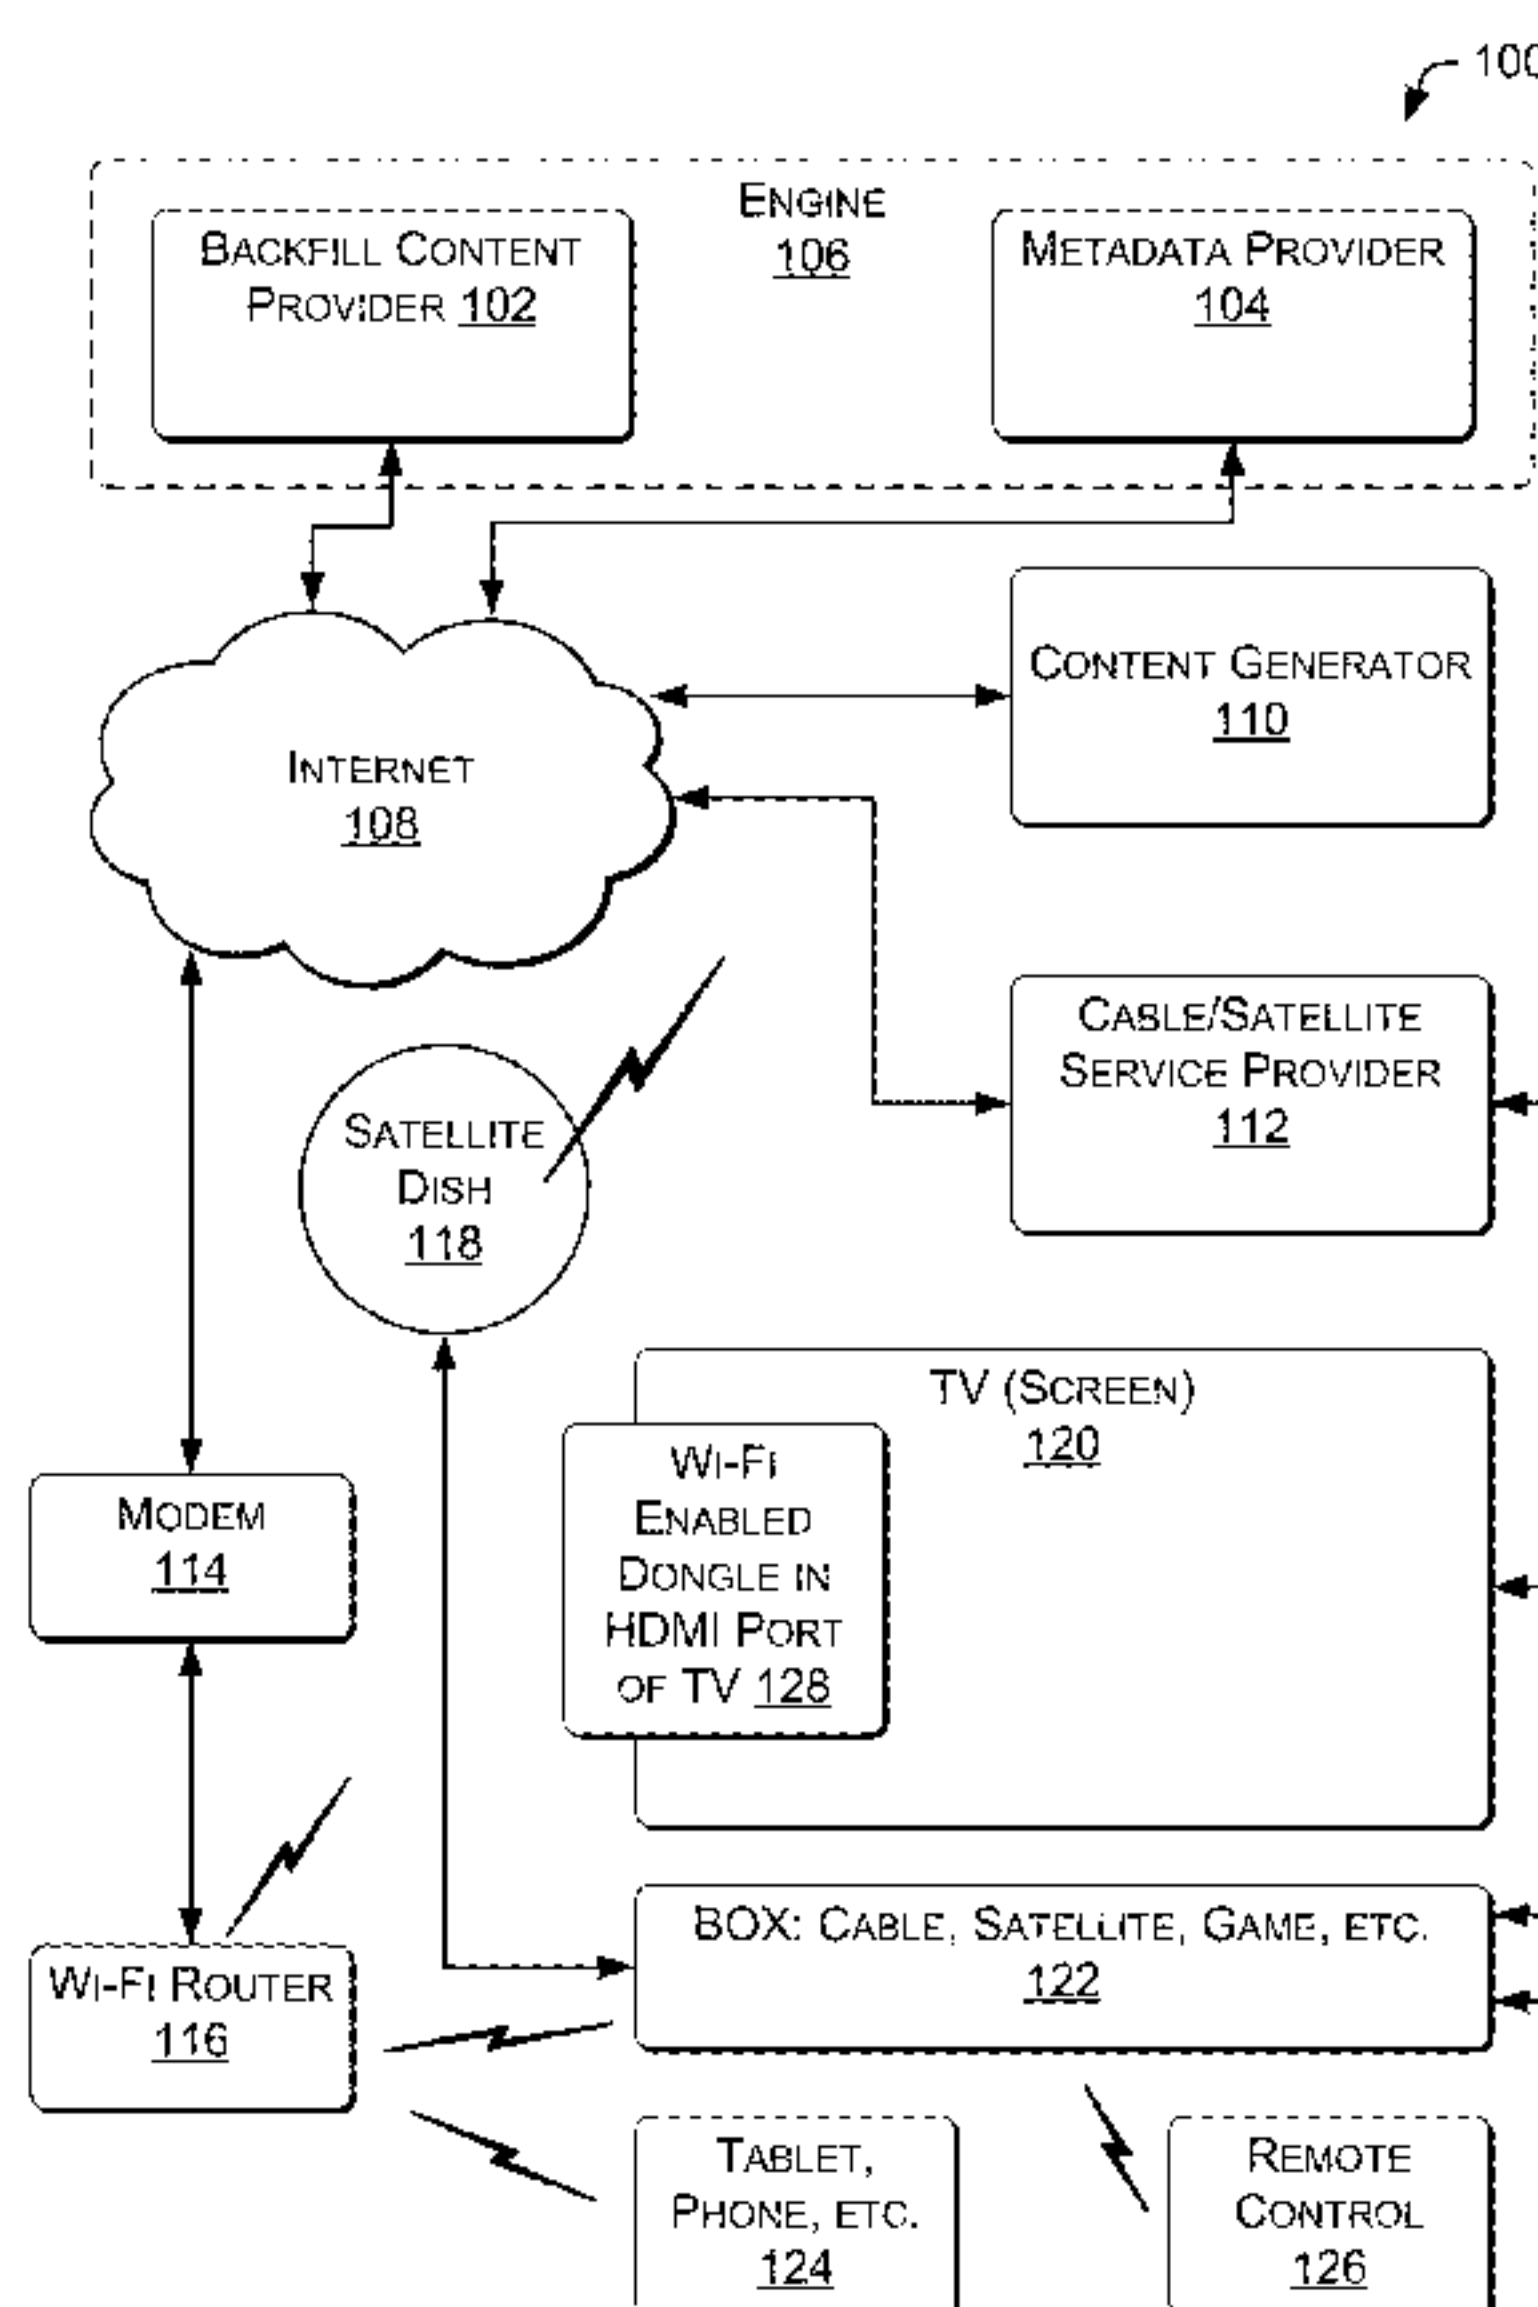 100
ENGINE
106
BACKFILL CONTENT
PROVIDER 102
METADATA PROVIDER
104
CONTENT GENERATOR
110
INTERNET
108
CABLE/SATELLITE
SERVICE PROVIDER
112
SATELLITE
DISH
118
TV (SCREEN)
120
WI-FI
ENABLED
DONGLE IN
HDMI PORT
OF TV 128
MODEM
114
BOX: CABLE, SATELLITE, GAME, ETC.
122
WI-FI ROUTER
116
TABLET,
PHONE, ETC.
124
REMOTE
CONTROL
126